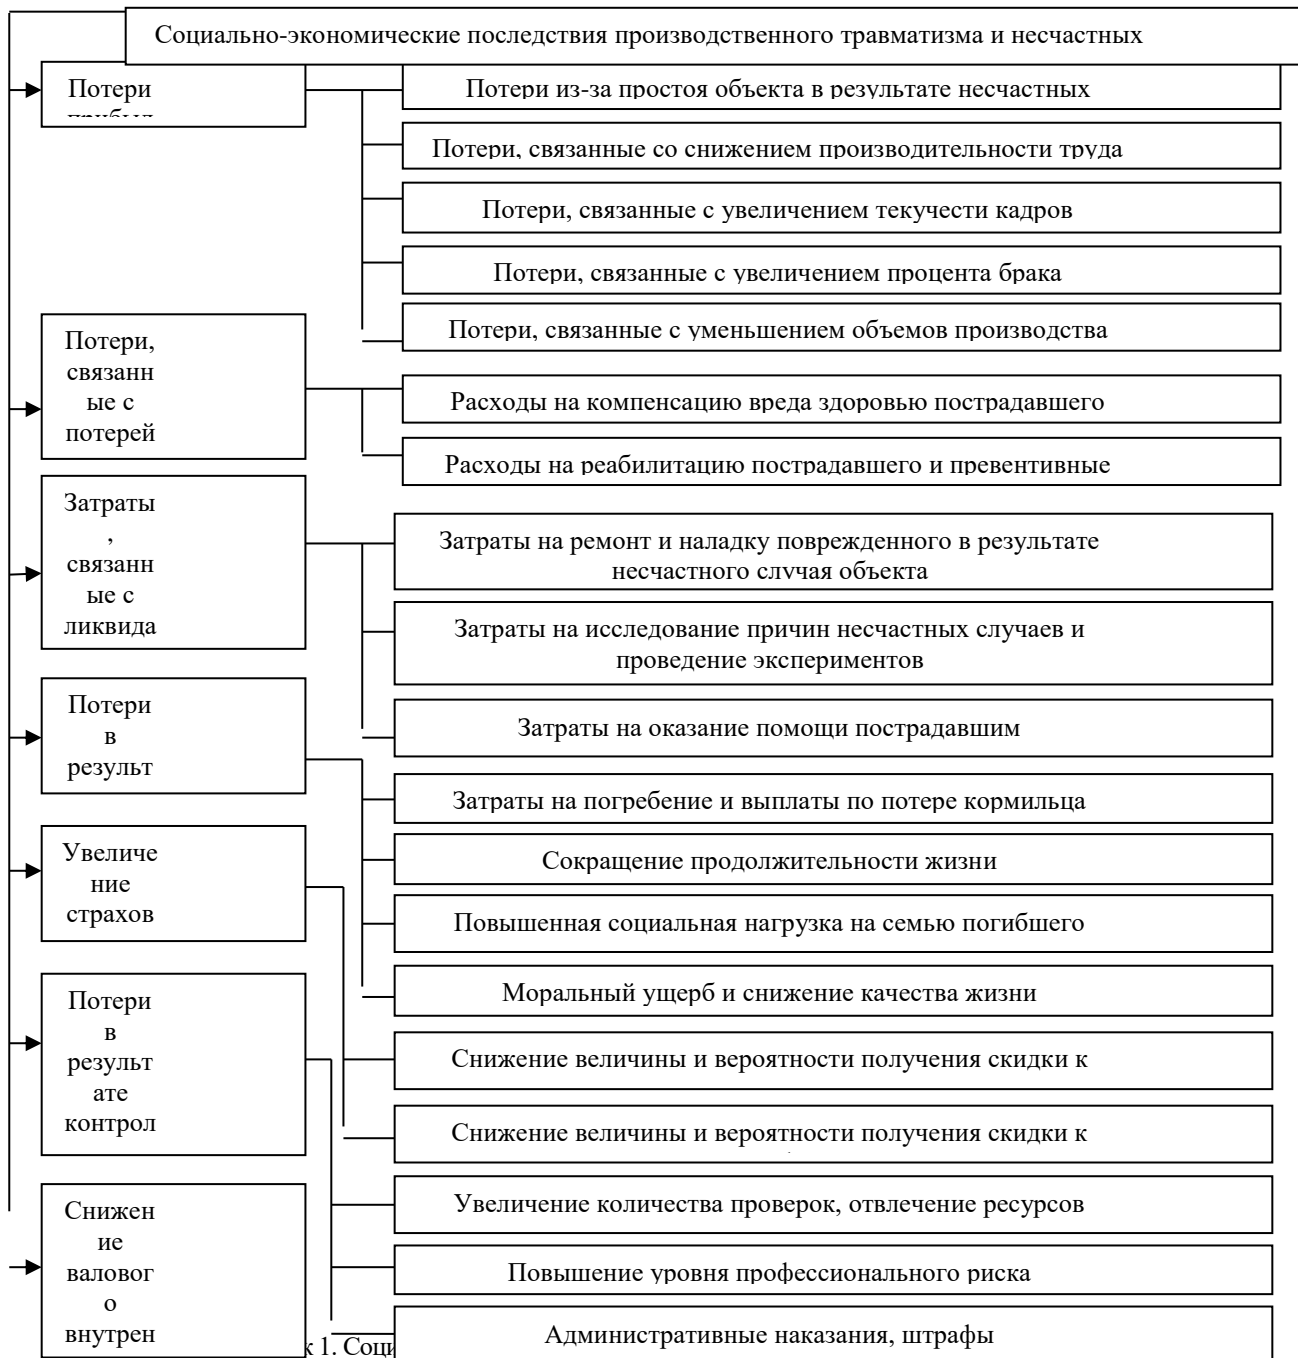 Социально-экономические последствия производственного травматизма и несчастных
Потери
Потери из-за простоя объекта в результате несчастных
Потери, связанные со снижением производительности труда
Потери, связанные с увеличением текучести кадров
Потери, связанные с увеличением процента брака
Потери, связанные с уменьшением объемов производства
Потери,
связанн
ые с
потерей
Расходы на компенсацию вреда здоровью пострадавшего
Расходы на реабилитацию пострадавшего и превентивные
Затраты
,
связанн
ые с
ликвида
Затраты на ремонт и наладку поврежденного в результате
несчастного случая объекта
Затраты на исследование причин несчастных случаев и
проведение экспериментов
Затраты на оказание помощи пострадавшим
Потери
в
результ
Затраты на погребение и выплаты по потере кормильца
Сокращение продолжительности жизни
Повышенная социальная нагрузка на семью погибшего
Моральный ущерб и снижение качества жизни
Увеличе
ние
страхов
Снижение величины и вероятности получения скидки к
Снижение величины и вероятности получения скидки к
Потери
в
результ
ате
контрол
Увеличение количества проверок, отвлечение ресурсов
Повышение уровня профессионального риска
Административные наказания, штрафы
Снижен
ие
валовог
о
внутрен
к 1. Соци